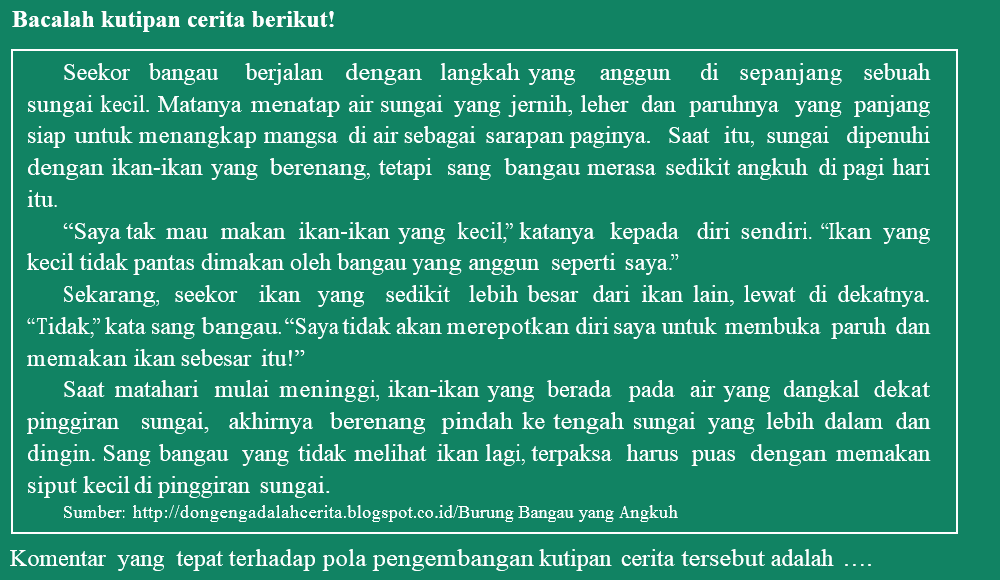 Bacalah kutipan cerita berikut!
Seekor bangau berjalan dengan langkah yang anggun di sepanjang sebuah
sungai kecil. Matanya menatap air sungai yang jernih, leher dan paruhnya yang panjang
siap untuk menangkap mangsa di air sebagai sarapan paginya. Saat itu, sungai dipenuhi
dengan ikan-ikan yang berenang, tetapi sang bangau merasa sedikit angkuh di pagi hari
itu.
“Saya tak mau makan ikan-ikan yang kecil,” katanya kepada diri sendiri. “Ikan yang
kecil tidak pantas dimakan oleh bangau yang anggun seperti saya.”
Sekarang, seekor ikan yang sedikit lebih besar dari ikan lain, lewat di dekatnya.
“Tidak,” kata sang bangau. “Saya tidak akan merepotkan diri saya untuk membuka paruh dan
memakan ikan sebesar itu!”
Saat matahari mulai meninggi, ikan-ikan yang berada pada air yang dangkal dekat
pinggiran sungai, akhirnya berenang pindah ke tengah sungai yang lebih dalam dan
dingin. Sang bangau yang tidak melihat ikan lagi, terpaksa harus puas dengan memakan
siput kecil di pinggiran sungai.
Sumber: http://dongengadalahcerita.blogspot.co.id/Burung Bangau yang Angkuh
Komentar yang tepat terhadap pola pengembangan kutipan cerita tersebut adalah ….